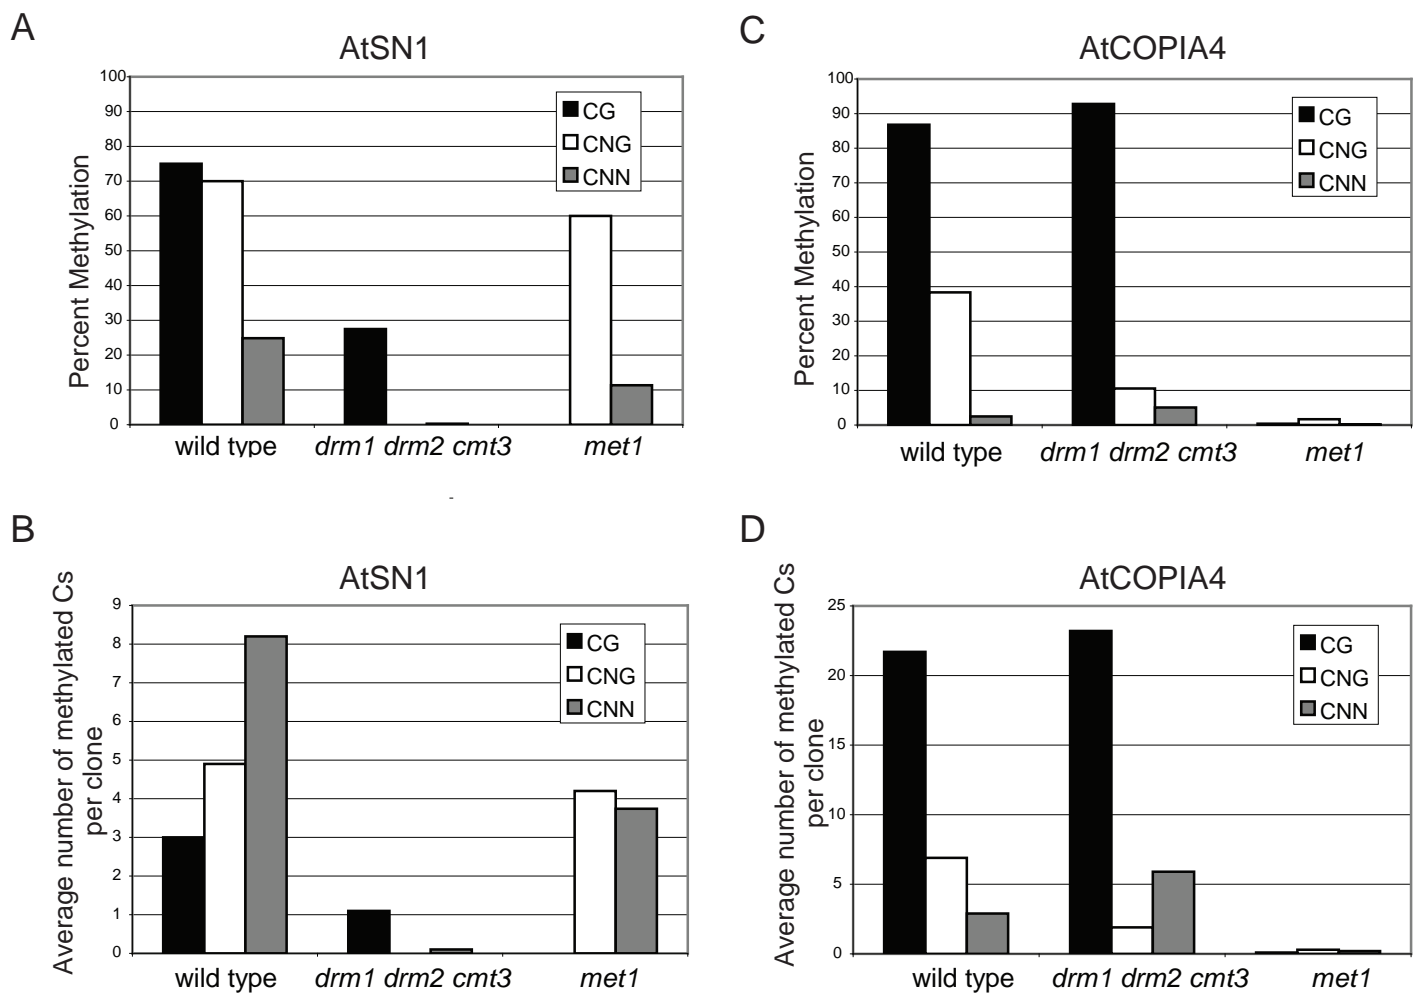 A
AtSN1
Percent Methylation
100
90
80
70
60
50
40
30
20
10
0
CG
CNG
CNN
wild type
drm1 drm2 cmt3
met1
C
AtCOPIA4
Percent Methylation
100
90
80
70
60
50
40
30
20
10
0
CG
CNG
CNN
wild type
drm1 drm2 cmt3
met1
B
AtSN1
Average number of methylated Cs
per clone
9
8
7
6
5
4
3
2
1
0
CG
CNG
CNN
wild type
drm1 drm2 cmt3
met1
D
AtCOPIA4
Average number of methylated Cs
per clone
25
20
15
10
5
0
CG
CNG
CNN
wild type
drm1 drm2 cmt3
met1